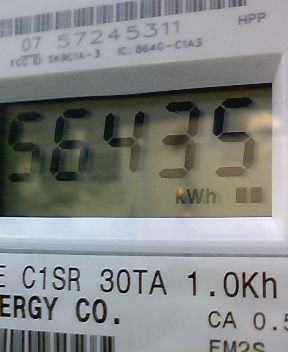 HPP
07 57245311
FCC ID: SK9C1A-3 IC: 864G-C1A3
56435
kWh
E C1SR 30TA 1.0Kh
ERGY CO.
CA 0.5
FM2S